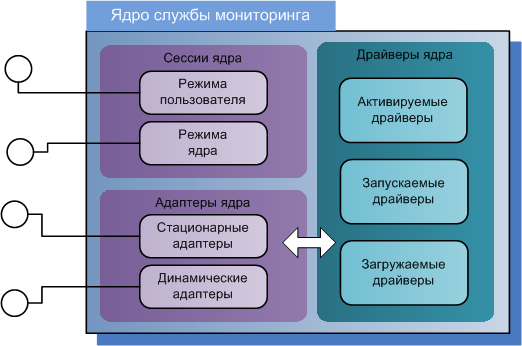 Ядро службы мониторинга
Сессии ядра
Режима
пользователя
Режима
ядра
Адаптеры ядра
Стационарные
адаптеры
Динамические
адаптеры
Драйверы ядра
Активируемые
драйверы
Запускаемые
драйверы
Загружаемые
драйверы